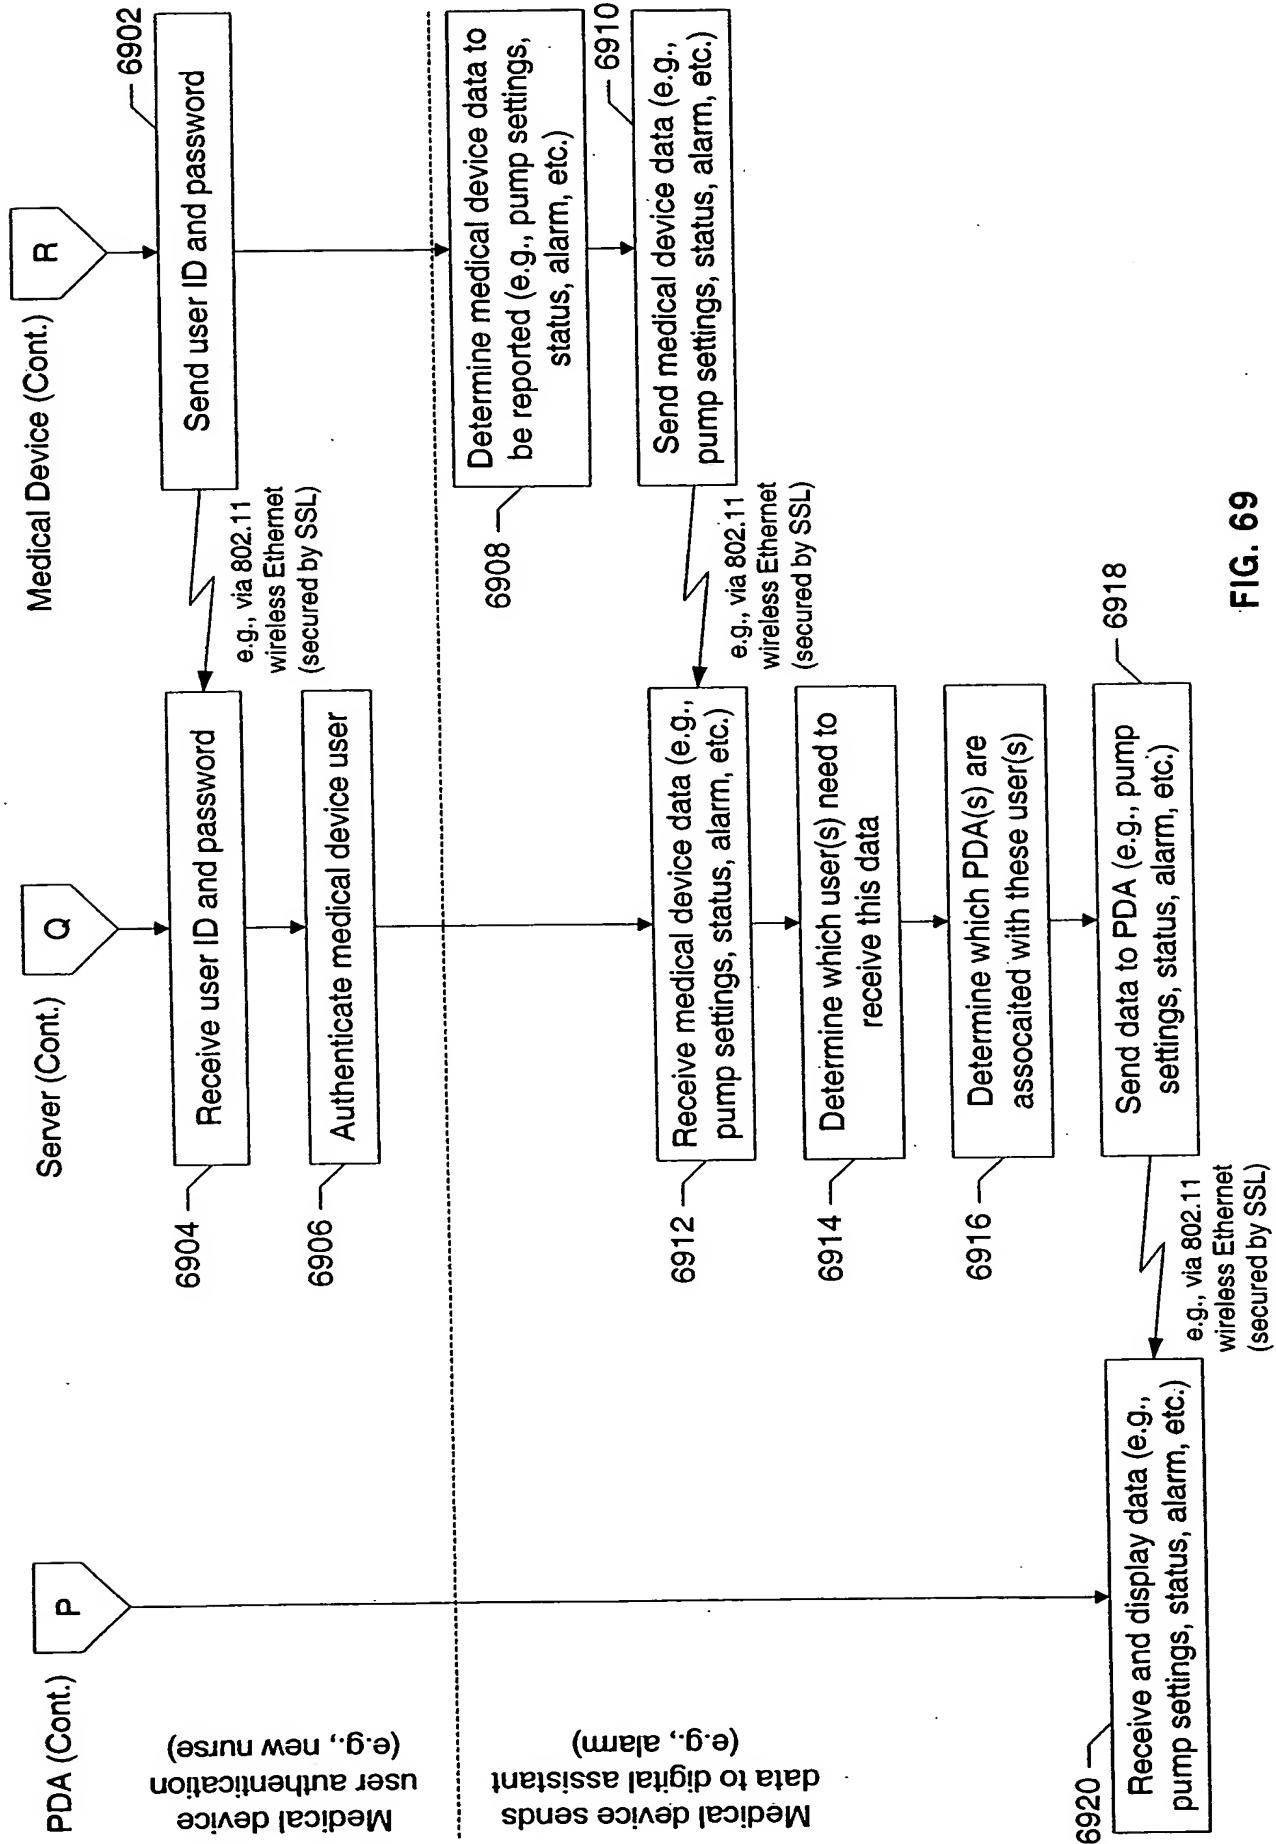 PDA (Cont.)
Server (Cont.)
Medical Device (Cont.)
P
Q
R
Medical device
user authentication
(e.g., new nurse)
6902
Send user ID and password
e.g., via 802.11
wireless Ethernet
(secured by SSL)
6904
Receive user ID and password
6906
Authenticate medical device user
Medical device sends
data to digital assistant
(e.g., alarm)
6908
Determine medical device data to
be reported (e.g., pump settings,
status, alarm, etc.)
6910
Send medical device data (e.g.,
pump settings, status, alarm, etc.)
e.g., via 802.11
wireless Ethernet
(secured by SSL)
6912
Receive medical device data (e.g.,
pump settings, status, alarm, etc.)
6914
Determine which user(s) need to
receive this data
6916
Determine which PDA(s) are
assocaited with these user(s)
6918
Send data to PDA (e.g., pump
settings, status, alarm, etc.)
e.g., via 802.11
wireless Ethernet
(secured by SSL)
6920
Receive and display data (e.g.,
pump settings, status, alarm, etc.)
FIG. 69